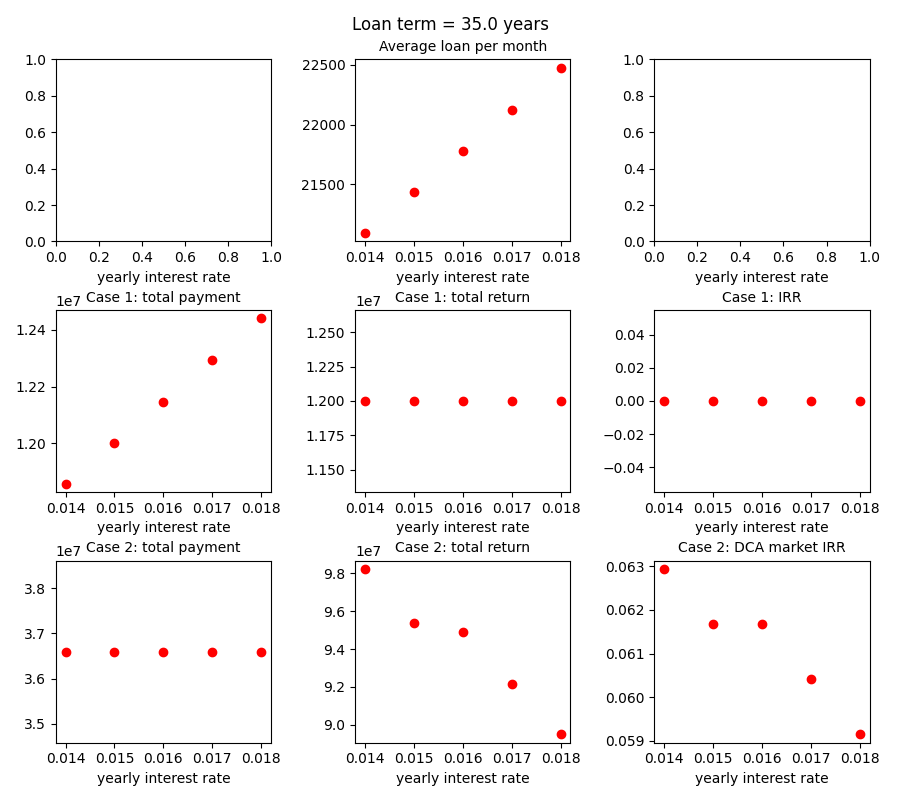 Loan term = 35.0 years
Average loan per month
1.0
0.8
0.6
0.4
0.2
0.0
0.0 0.2 0.4 0.6 0.8 1.0
yearly interest rate
22500
22000
21500
0.014 0.015 0.016 0.017 0.018
yearly interest rate
1.0
0.8
0.6
0.4
0.2
0.0
0.0 0.2 0.4 0.6 0.8 1.0
yearly interest rate
1e7 Case 1: total payment
1.24
1.22
1.20
0.014 0.015 0.016 0.017 0.018
yearly interest rate
1e7 Case 1: total return
1.250
1.225
1.200
1.175
1.150
0.014 0.015 0.016 0.017 0.018
yearly interest rate
Case 1: IRR
0.04
0.02
0.00
−0.02
−0.04
0.014 0.015 0.016 0.017 0.018
yearly interest rate
1e7 Case 2: total payment
3.8
3.7
3.6
3.5
0.014 0.015 0.016 0.017 0.018
yearly interest rate
1e7 Case 2: total return
9.8
9.6
9.4
9.2
9.0
0.014 0.015 0.016 0.017 0.018
yearly interest rate
Case 2: DCA market IRR
0.063
0.062
0.061
0.060
0.059
0.014 0.015 0.016 0.017 0.018
yearly interest rate